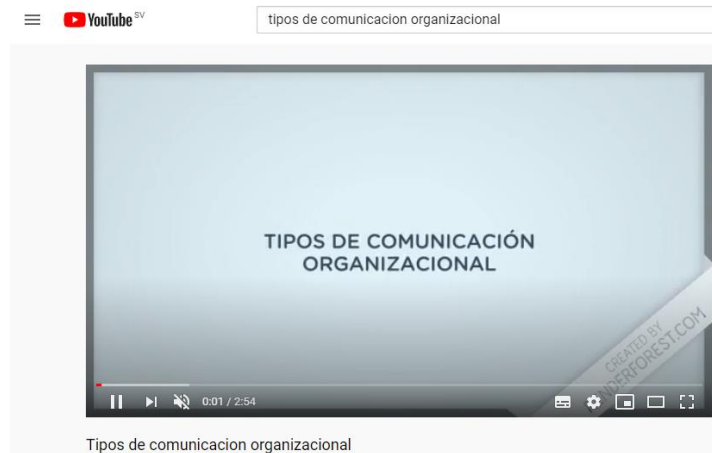 YouTube SV
tipos de comunicacion organizacional
TIPOS DE COMUNICACIÓN
ORGANIZACIONAL
CREATED BY
NDERFOREST.COM
0:01 / 2:54
Tipos de comunicacion organizacional